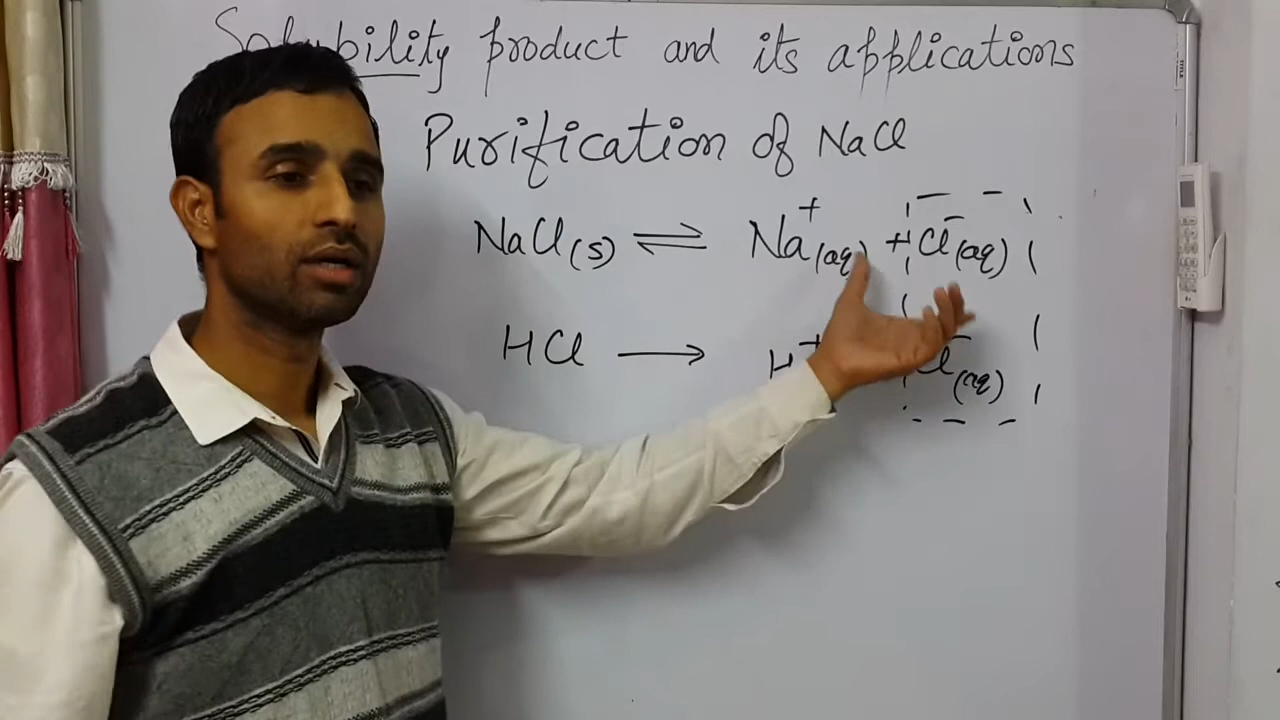 Solubility product and its applications
Purification of NaCl
NaCl(s) ⇌ Na⁺(aq) + Cl⁻(aq)
HCl ⟶ H⁺ Cl⁻(aq)